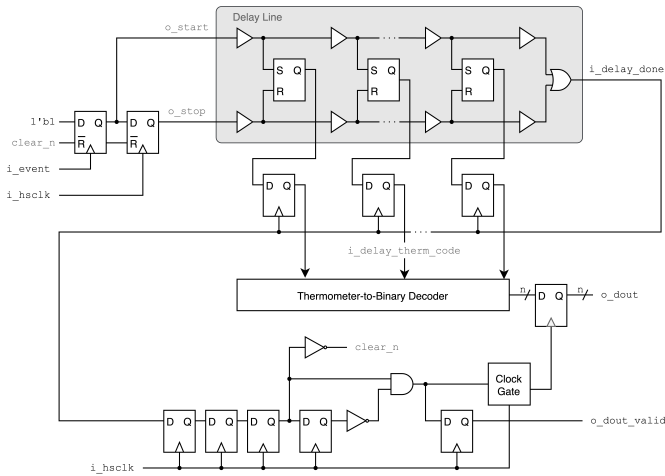 Delay Line
o_start
S Q
R
S Q
R
S Q
R
i_delay_done
1'b1
D Q
R
D Q
R
o_stop
clear_n
i_event
i_hsclk
D Q
D Q
D Q
i_delay_therm_code
Thermometer-to-Binary Decoder
n
D Q
n
o_dout
clear_n
Clock
Gate
D Q
D Q
D Q
D Q
D Q
o_dout_valid
i_hsclk